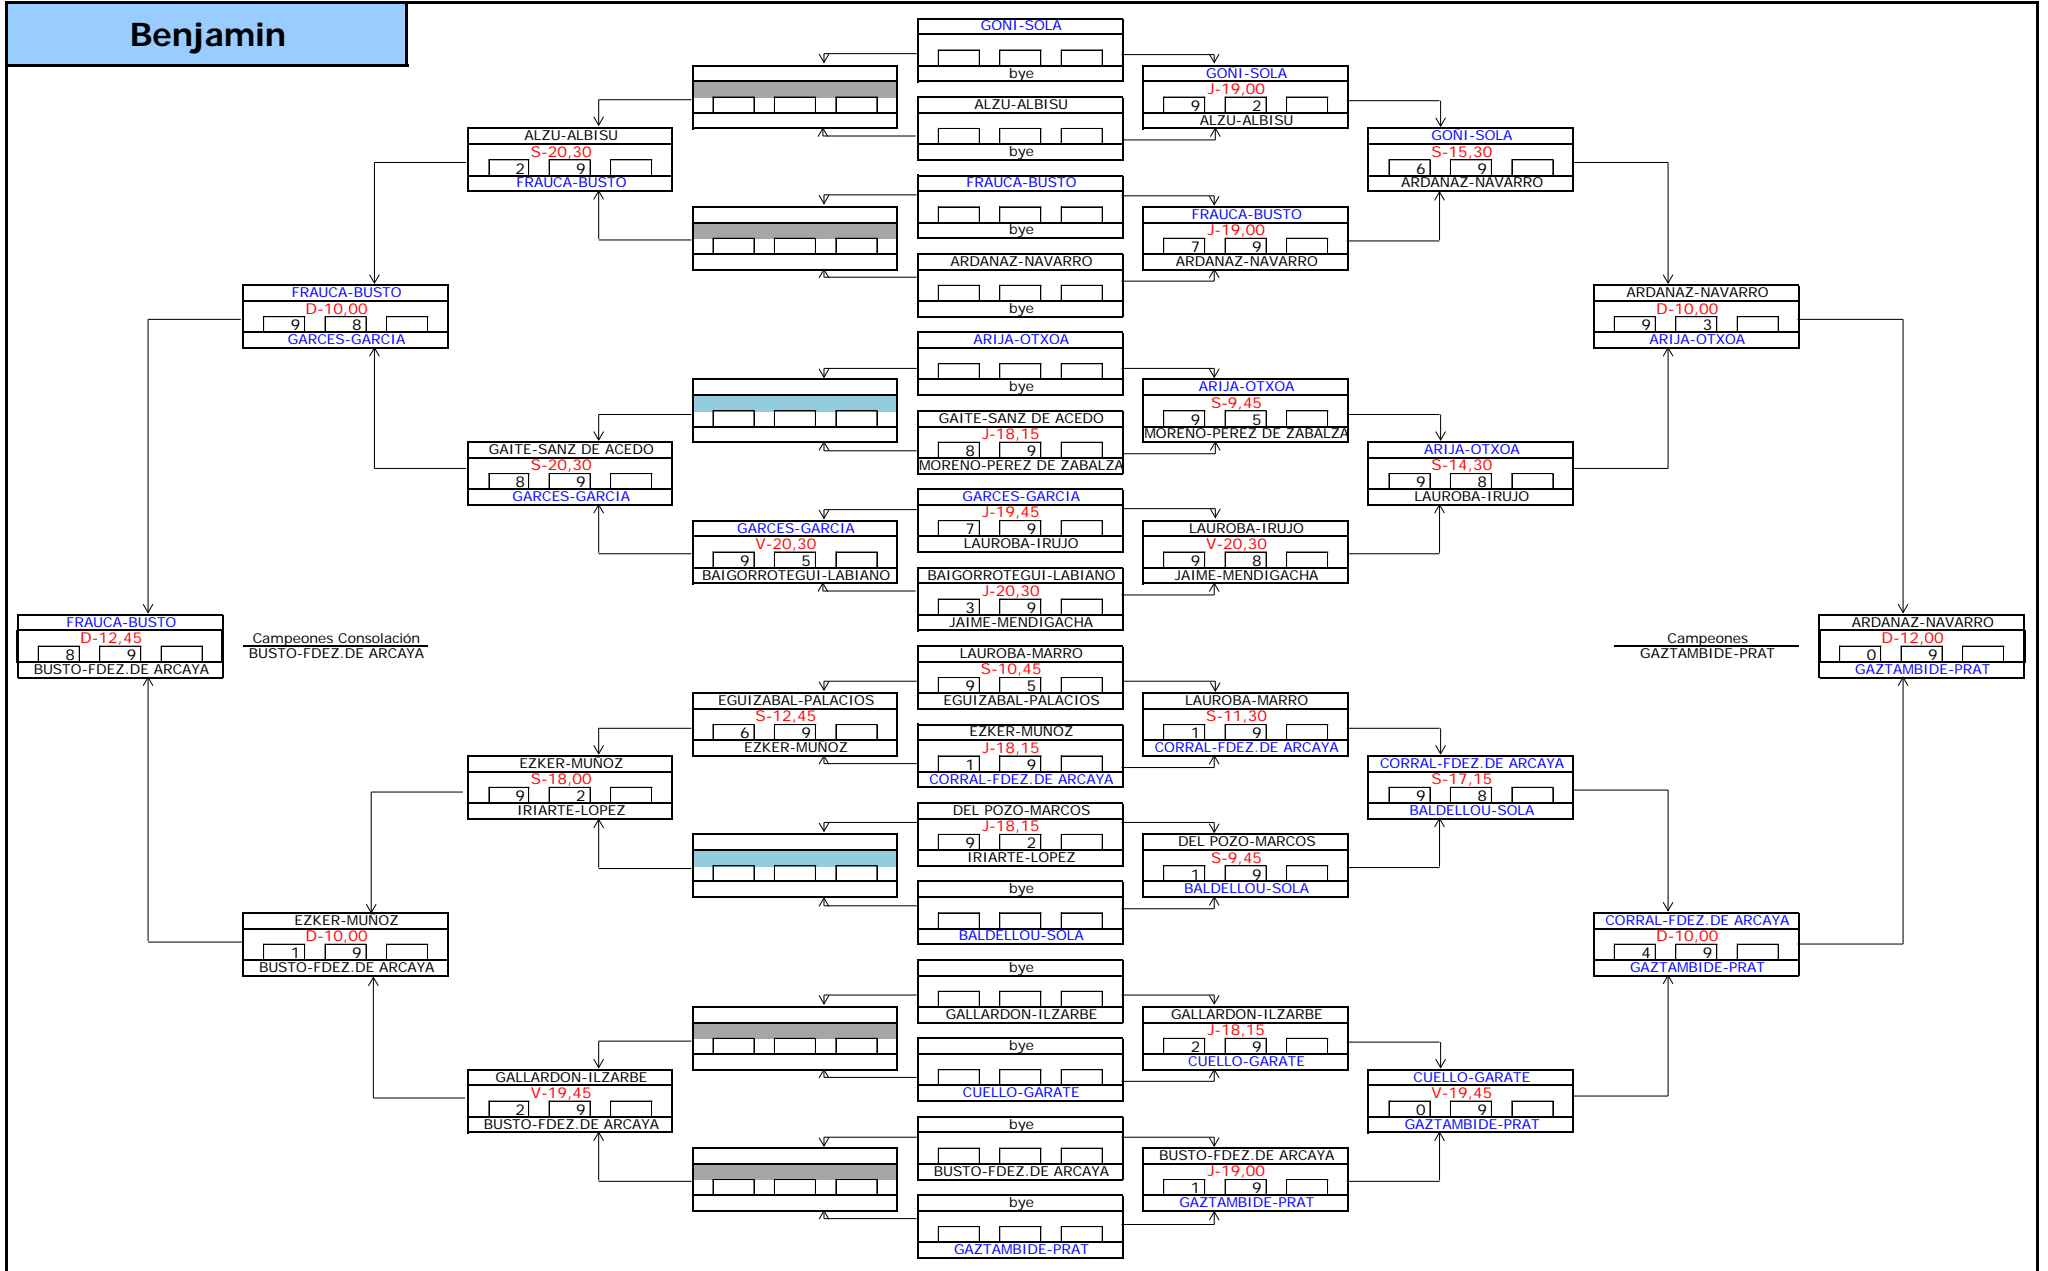 Benjamin
FRAUCA-BUSTO
D-12,45
8 9
BUSTO-FDEZ.DE ARCAYA
Campeones Consolación
BUSTO-FDEZ.DE ARCAYA
FRAUCA-BUSTO
D-10,00
9 8
GARCES-GARCIA
EZKER-MUÑOZ
D-10,00
1 9
BUSTO-FDEZ.DE ARCAYA
ALZU-ALBISU
S-20,30
2 9
FRAUCA-BUSTO
GAITE-SANZ DE ACEDO
S-20,30
8 9
GARCES-GARCIA
EZKER-MUÑOZ
S-18,00
9 2
IRIARTE-LOPEZ
GALLARDON-ILZARBE
V-19,45
2 9
BUSTO-FDEZ.DE ARCAYA
GARCES-GARCIA
V-20,30
9 5
BAIGORROTEGUI-LABIANO
EGUIZABAL-PALACIOS
S-12,45
6 9
EZKER-MUÑOZ
GOÑI-SOLA
bye
ALZU-ALBISU
bye
FRAUCA-BUSTO
bye
ARDANAZ-NAVARRO
bye
ARIJA-OTXOA
bye
GAITE-SANZ DE ACEDO
J-18,15
8 9
MORENO-PEREZ DE ZABALZA
GARCES-GARCIA
J-19,45
7 9
LAUROBA-IRUJO
BAIGORROTEGUI-LABIANO
J-20,30
3 9
JAIME-MENDIGACHA
LAUROBA-MARRO
S-10,45
9 5
EGUIZABAL-PALACIOS
EZKER-MUÑOZ
J-18,15
1 9
CORRAL-FDEZ.DE ARCAYA
DEL POZO-MARCOS
J-18,15
9 2
IRIARTE-LOPEZ
bye
BALDELLOU-SOLA
bye
GALLARDON-ILZARBE
bye
CUELLO-GARATE
bye
BUSTO-FDEZ.DE ARCAYA
bye
GAZTAMBIDE-PRAT
GOÑI-SOLA
J-19,00
9 2
ALZU-ALBISU
FRAUCA-BUSTO
J-19,00
7 9
ARDANAZ-NAVARRO
ARIJA-OTXOA
S-9,45
9 5
MORENO-PEREZ DE ZABALZA
LAUROBA-IRUJO
V-20,30
9 8
JAIME-MENDIGACHA
LAUROBA-MARRO
S-11,30
1 9
CORRAL-FDEZ.DE ARCAYA
DEL POZO-MARCOS
S-9,45
1 9
BALDELLOU-SOLA
GALLARDON-ILZARBE
J-18,15
2 9
CUELLO-GARATE
BUSTO-FDEZ.DE ARCAYA
J-19,00
1 9
GAZTAMBIDE-PRAT
GOÑI-SOLA
S-15,30
6 9
ARDANAZ-NAVARRO
ARIJA-OTXOA
S-14,30
9 8
LAUROBA-IRUJO
CORRAL-FDEZ.DE ARCAYA
S-17,15
9 8
BALDELLOU-SOLA
CUELLO-GARATE
V-19,45
0 9
GAZTAMBIDE-PRAT
ARDANAZ-NAVARRO
D-10,00
9 3
ARIJA-OTXOA
CORRAL-FDEZ.DE ARCAYA
D-10,00
4 9
GAZTAMBIDE-PRAT
Campeones
GAZTAMBIDE-PRAT
ARDANAZ-NAVARRO
D-12,00
0 9
GAZTAMBIDE-PRAT